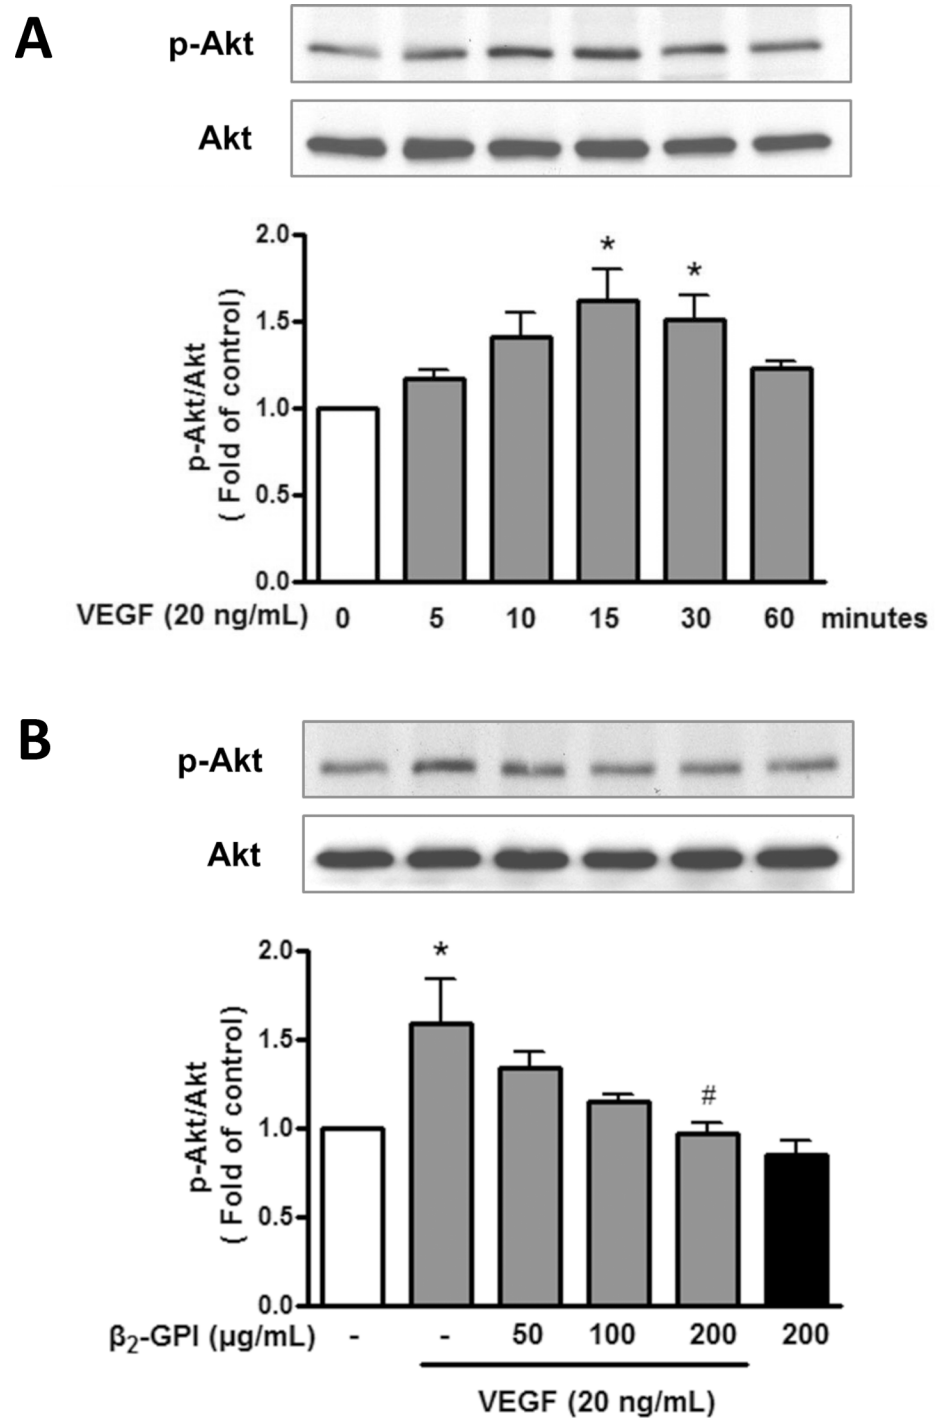 A
p-Akt
Akt
2.0
1.5
1.0
0.5
0.0
p-Akt/Akt
( Fold of control)
*
*
VEGF (20 ng/mL) 0 5 10 15 30 60 minutes
B
p-Akt
Akt
2.0
1.5
1.0
0.5
0.0
p-Akt/Akt
( Fold of control)
*
#
β₂-GPI (µg/mL) - - 50 100 200 200
VEGF (20 ng/mL)